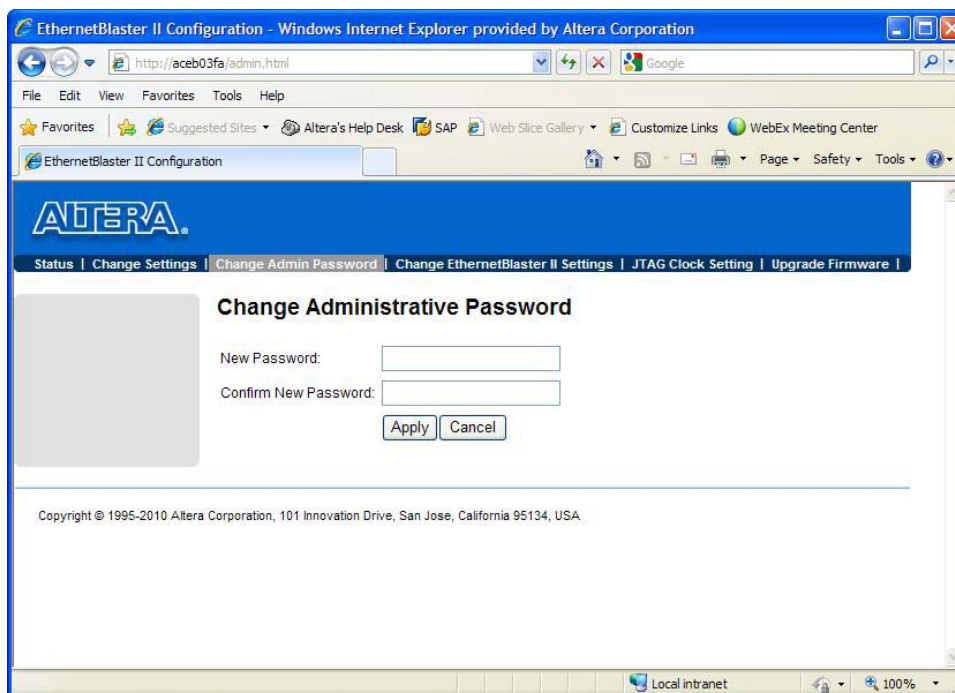 EthernetBlaster II Configuration - Windows Internet Explorer provided by Altera Corporation
http://aceb03fa/admin.html
Google
File Edit View Favorites Tools Help
Favorites Suggested Sites Altera's Help Desk SAP Web Slice Gallery Customize Links WebEx Meeting Center
EthernetBlaster II Configuration Page Safety Tools
ALTERA.
Status | Change Settings | Change Admin Password | Change EthernetBlaster II Settings | JTAG Clock Setting | Upgrade Firmware |
Change Administrative Password
New Password:
Confirm New Password:
Apply Cancel
Copyright © 1995-2010 Altera Corporation, 101 Innovation Drive, San Jose, California 95134, USA
Local intranet 100%